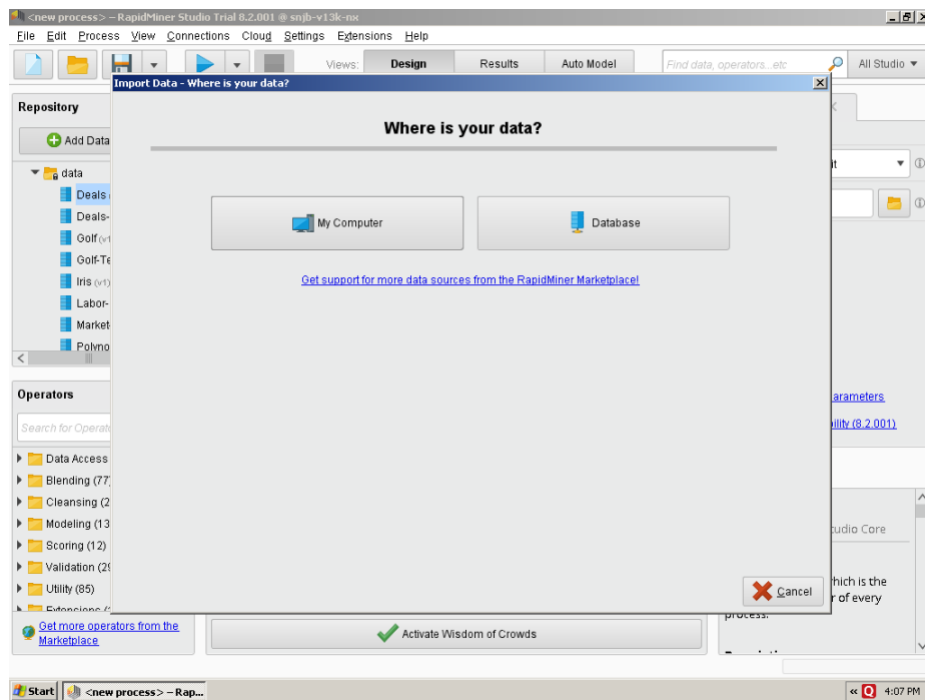 <new process> – RapidMiner Studio Trial 8.2.001 @ snjb-v13k-nx
File Edit Process View Connections Cloud Settings Extensions Help
Views: Design Results Auto Model Find data, operators...etc All Studio
Import Data - Where is your data?
Repository
Where is your data?
Add Data
data
Deals
Deals-
Golf (v1
Golf-Te
Iris (v1)
Labor-
Market
Polyno
My Computer
Database
Get support for more data sources from the RapidMiner Marketplace!
Operators
Search for Operat
Data Access
Blending (77)
Cleansing (2
Modeling (13
Scoring (12)
Validation (29
Utility (85)
Extensions
arameters
ility (8.2.001)
tudio Core
hich is the
r of every
process.
Cancel
Get more operators from the
Marketplace
Activate Wisdom of Crowds
Start <new process> – Rap... « 4:07 PM